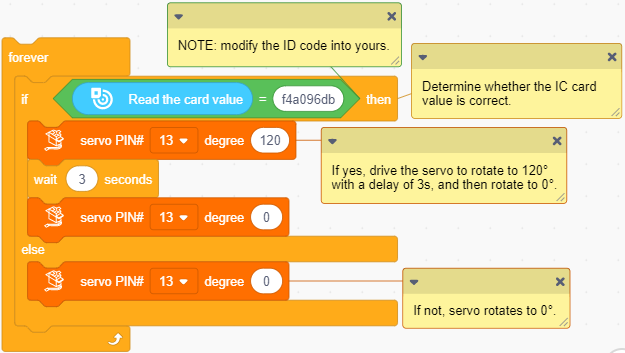 NOTE: modify the ID code into yours.
forever
if Read the card value = f4a096db then
Determine whether the IC card
value is correct.
servo PIN# 13 degree 120
If yes, drive the servo to rotate to 120°
with a delay of 3s, and then rotate to 0°.
wait 3 seconds
servo PIN# 13 degree 0
else
servo PIN# 13 degree 0
If not, servo rotates to 0°.